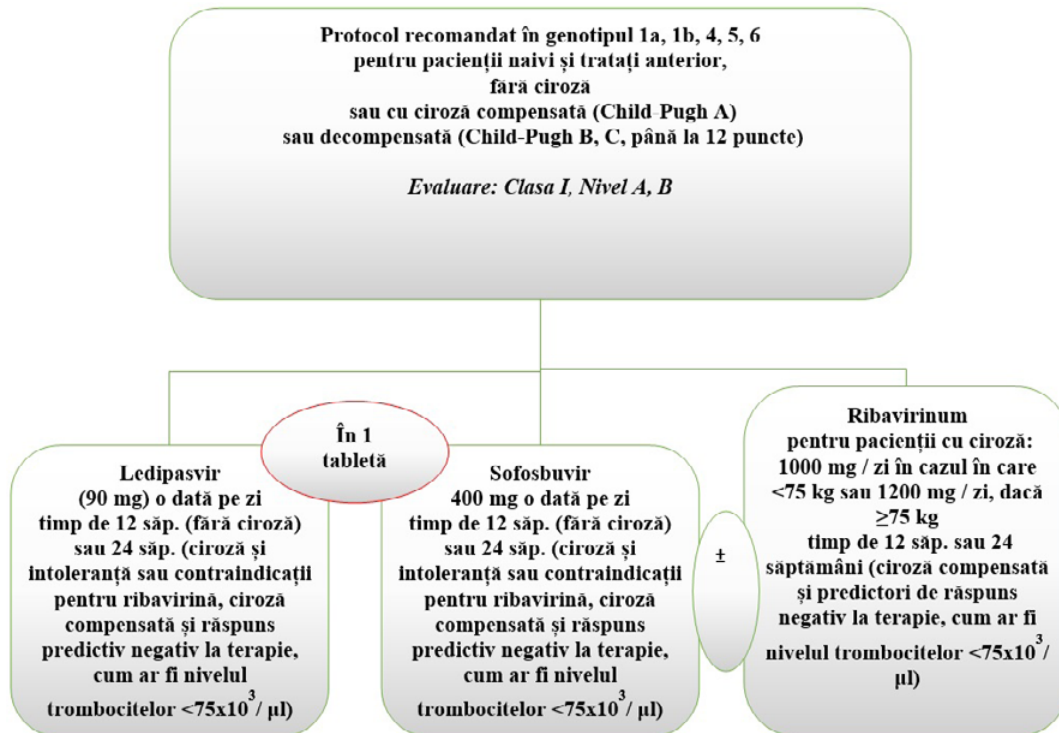 Protocol recomandat în genotipul 1a, 1b, 4, 5, 6
pentru pacienții naivi și tratați anterior,
fără ciroză
sau cu ciroză compensată (Child-Pugh A)
sau decompensată (Child-Pugh B, C, până la 12 puncte)
Evaluare: Clasa I, Nivel A, B
În 1
tabletă
Ledipasvir
(90 mg) o dată pe zi
timp de 12 săp. (fără ciroză)
sau 24 săp. (ciroză și
intoleranță sau contraindicații
pentru ribavirină, ciroză
compensată și răspuns
predictiv negativ la terapie,
cum ar fi nivelul
trombocitelor <75x10³/ µl)
Sofosbuvir
400 mg o dată pe zi
timp de 12 săp. (fără ciroză)
sau 24 săp. (ciroză și
intoleranță sau contraindicații
pentru ribavirină, ciroză
compensată și răspuns
predictiv negativ la terapie,
cum ar fi nivelul
trombocitelor <75x10³/ µl)
±
Ribavirinum
pentru pacienții cu ciroză:
1000 mg / zi în cazul în care
<75 kg sau 1200 mg / zi, dacă
≥75 kg
timp de 12 săp. sau 24
săptămâni (ciroză compensată
și predictori de răspuns
negativ la terapie, cum ar fi
nivelul trombocitelor <75x10³/
µl)